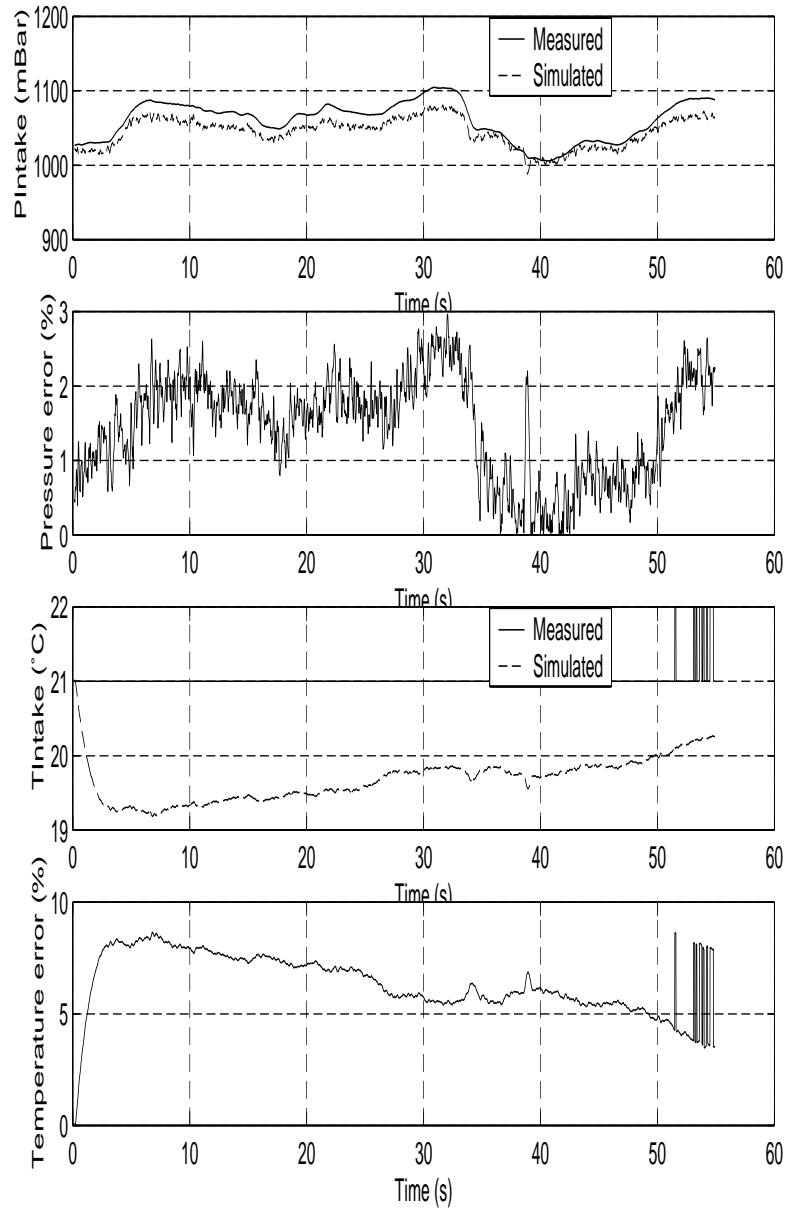 PIntake (mBar)
1200
1100
1000
900
Measured
Simulated
0 10 20 30 40 50 60
Time (s)
Pressure error (%)
3
2
1
0
0 10 20 30 40 50 60
Time (s)
TIntake (°C)
22
21
20
19
Measured
Simulated
0 10 20 30 40 50 60
Time (s)
Temperature error (%)
10
5
0
0 10 20 30 40 50 60
Time (s)